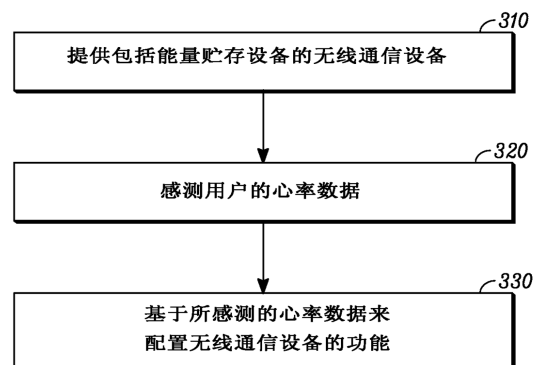 310
提供包括能量贮存设备的无线通信设备
320
感测用户的心率数据
330
基于所感测的心率数据来
配置无线通信设备的功能